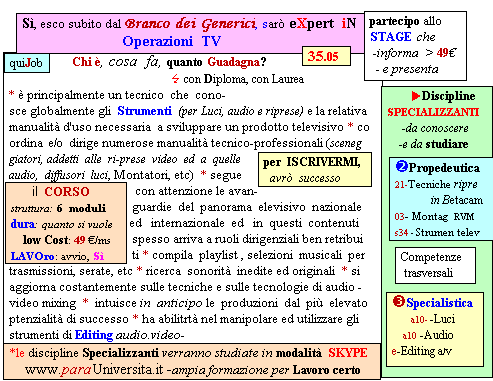 Sì, esco subito dal Branco dei Generici, sarò eXpert iN
Operazioni TV
partecipo allo
STAGE che
-informa > 49€
- e presenta
35.05
quiJob
Chi è, cosa fa, quanto Guadagna?
con Diploma, con Laurea
* è principalmente un tecnico che cono-
sce globalmente gli Strumenti (per Luci, audio e riprese) e la relativa
manualità d'uso necessaria a sviluppare un prodotto televisivo * co
ordina e/o dirige numerose manualità tecnico-professionali (sceneg
giatori, addetti alle ri-prese video ed a quelle
audio, diffusori luci, Montatori, etc) * segue
per ISCRIVERMI,
avrò successo
il CORSO
struttura: 6 moduli
dura: quanto si vuole
low Cost: 49 €/ms
LAVOro: avvio, Sì
con attenzione le avan-
guardie del panorama elevisivo nazionale
ed internazionale ed in questi contenuti
spesso arriva a ruoli dirigenziali ben retribui
ti * compila playlist, selezioni musicali per
trasmissioni, serate, etc * ricerca sonorità inedite ed originali * si
aggiorna costantemente sulle tecniche e sulle tecnologie di audio -
video mixing * intuisce in anticipo le produzioni dal più elevato
ptenzialità di successo * ha abilitrtà nel manipolare ed utilizzare gli
strumenti di Editing audio.video-
*le discipline Specializzanti verranno studiate in modalità SKYPE
www.paraUniversita.it -ampia formazione per Lavoro certo
▶Discipline
SPECIALIZZANTI
-da conoscere
-e da studiare
❷Propedeutica
21-Tecniche ripre
in Betacam
03- Montag RVM
s34 - Strumen telev
Competenze
trasversali
❸Specialistica
a10--Luci
a10 -Audio
e-Editing a/v